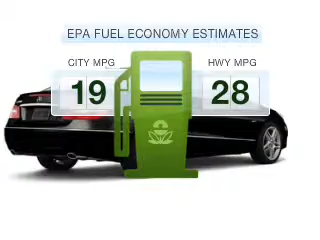 EPA FUEL ECONOMY ESTIMATES
CITY MPG
HWY MPG
19
28